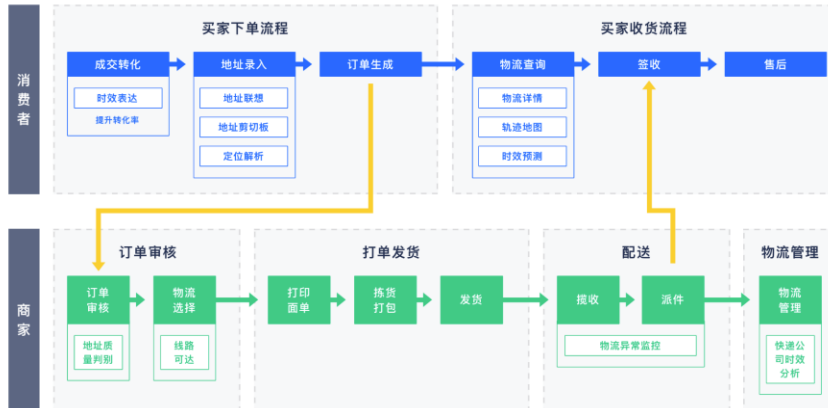 消费者
买家下单流程
成交转化
时效表达
提升转化率
地址录入
地址联想
地址剪切板
定位解析
订单生成
买家收货流程
物流查询
物流详情
轨迹地图
时效预测
签收
售后
商家
订单审核
订单
审核
地址质
量判别
物流
选择
线路
可达
打单发货
打印
面单
拣货
打包
发货
配送
揽收
派件
物流异常监控
物流管理
物流
管理
快递公
司时效
分析